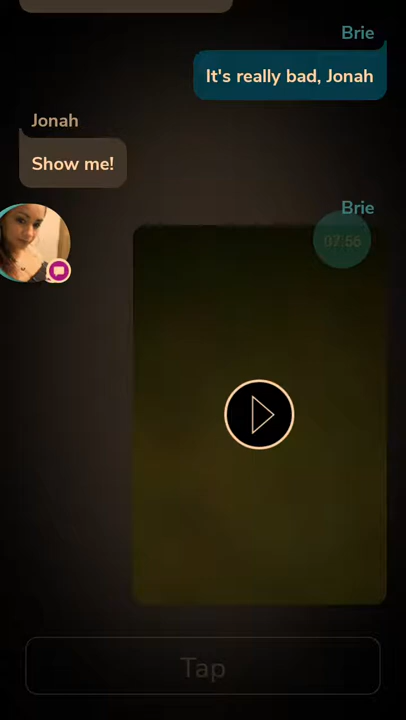 Brie
It's really bad, Jonah
Jonah
Show me!
Brie
07:56
Tap